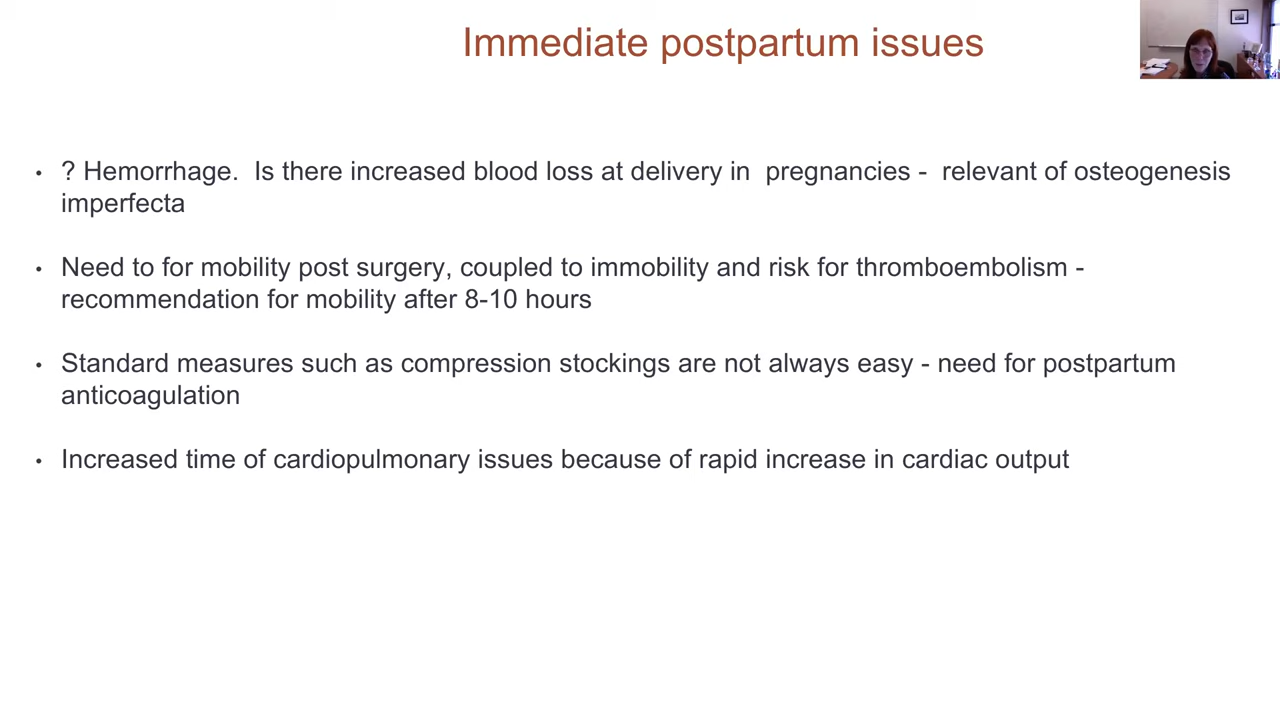 Immediate postpartum issues
• ? Hemorrhage.  Is there increased blood loss at delivery in  pregnancies -  relevant of osteogenesis
imperfecta
• Need to for mobility post surgery, coupled to immobility and risk for thromboembolism -
recommendation for mobility after 8-10 hours
• Standard measures such as compression stockings are not always easy - need for postpartum
anticoagulation
• Increased time of cardiopulmonary issues because of rapid increase in cardiac output